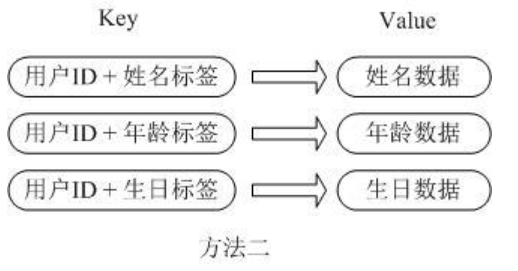 Key Value
用户ID + 姓名标签 姓名数据
用户ID + 年龄标签 年龄数据
用户ID + 生日标签 生日数据
方法二